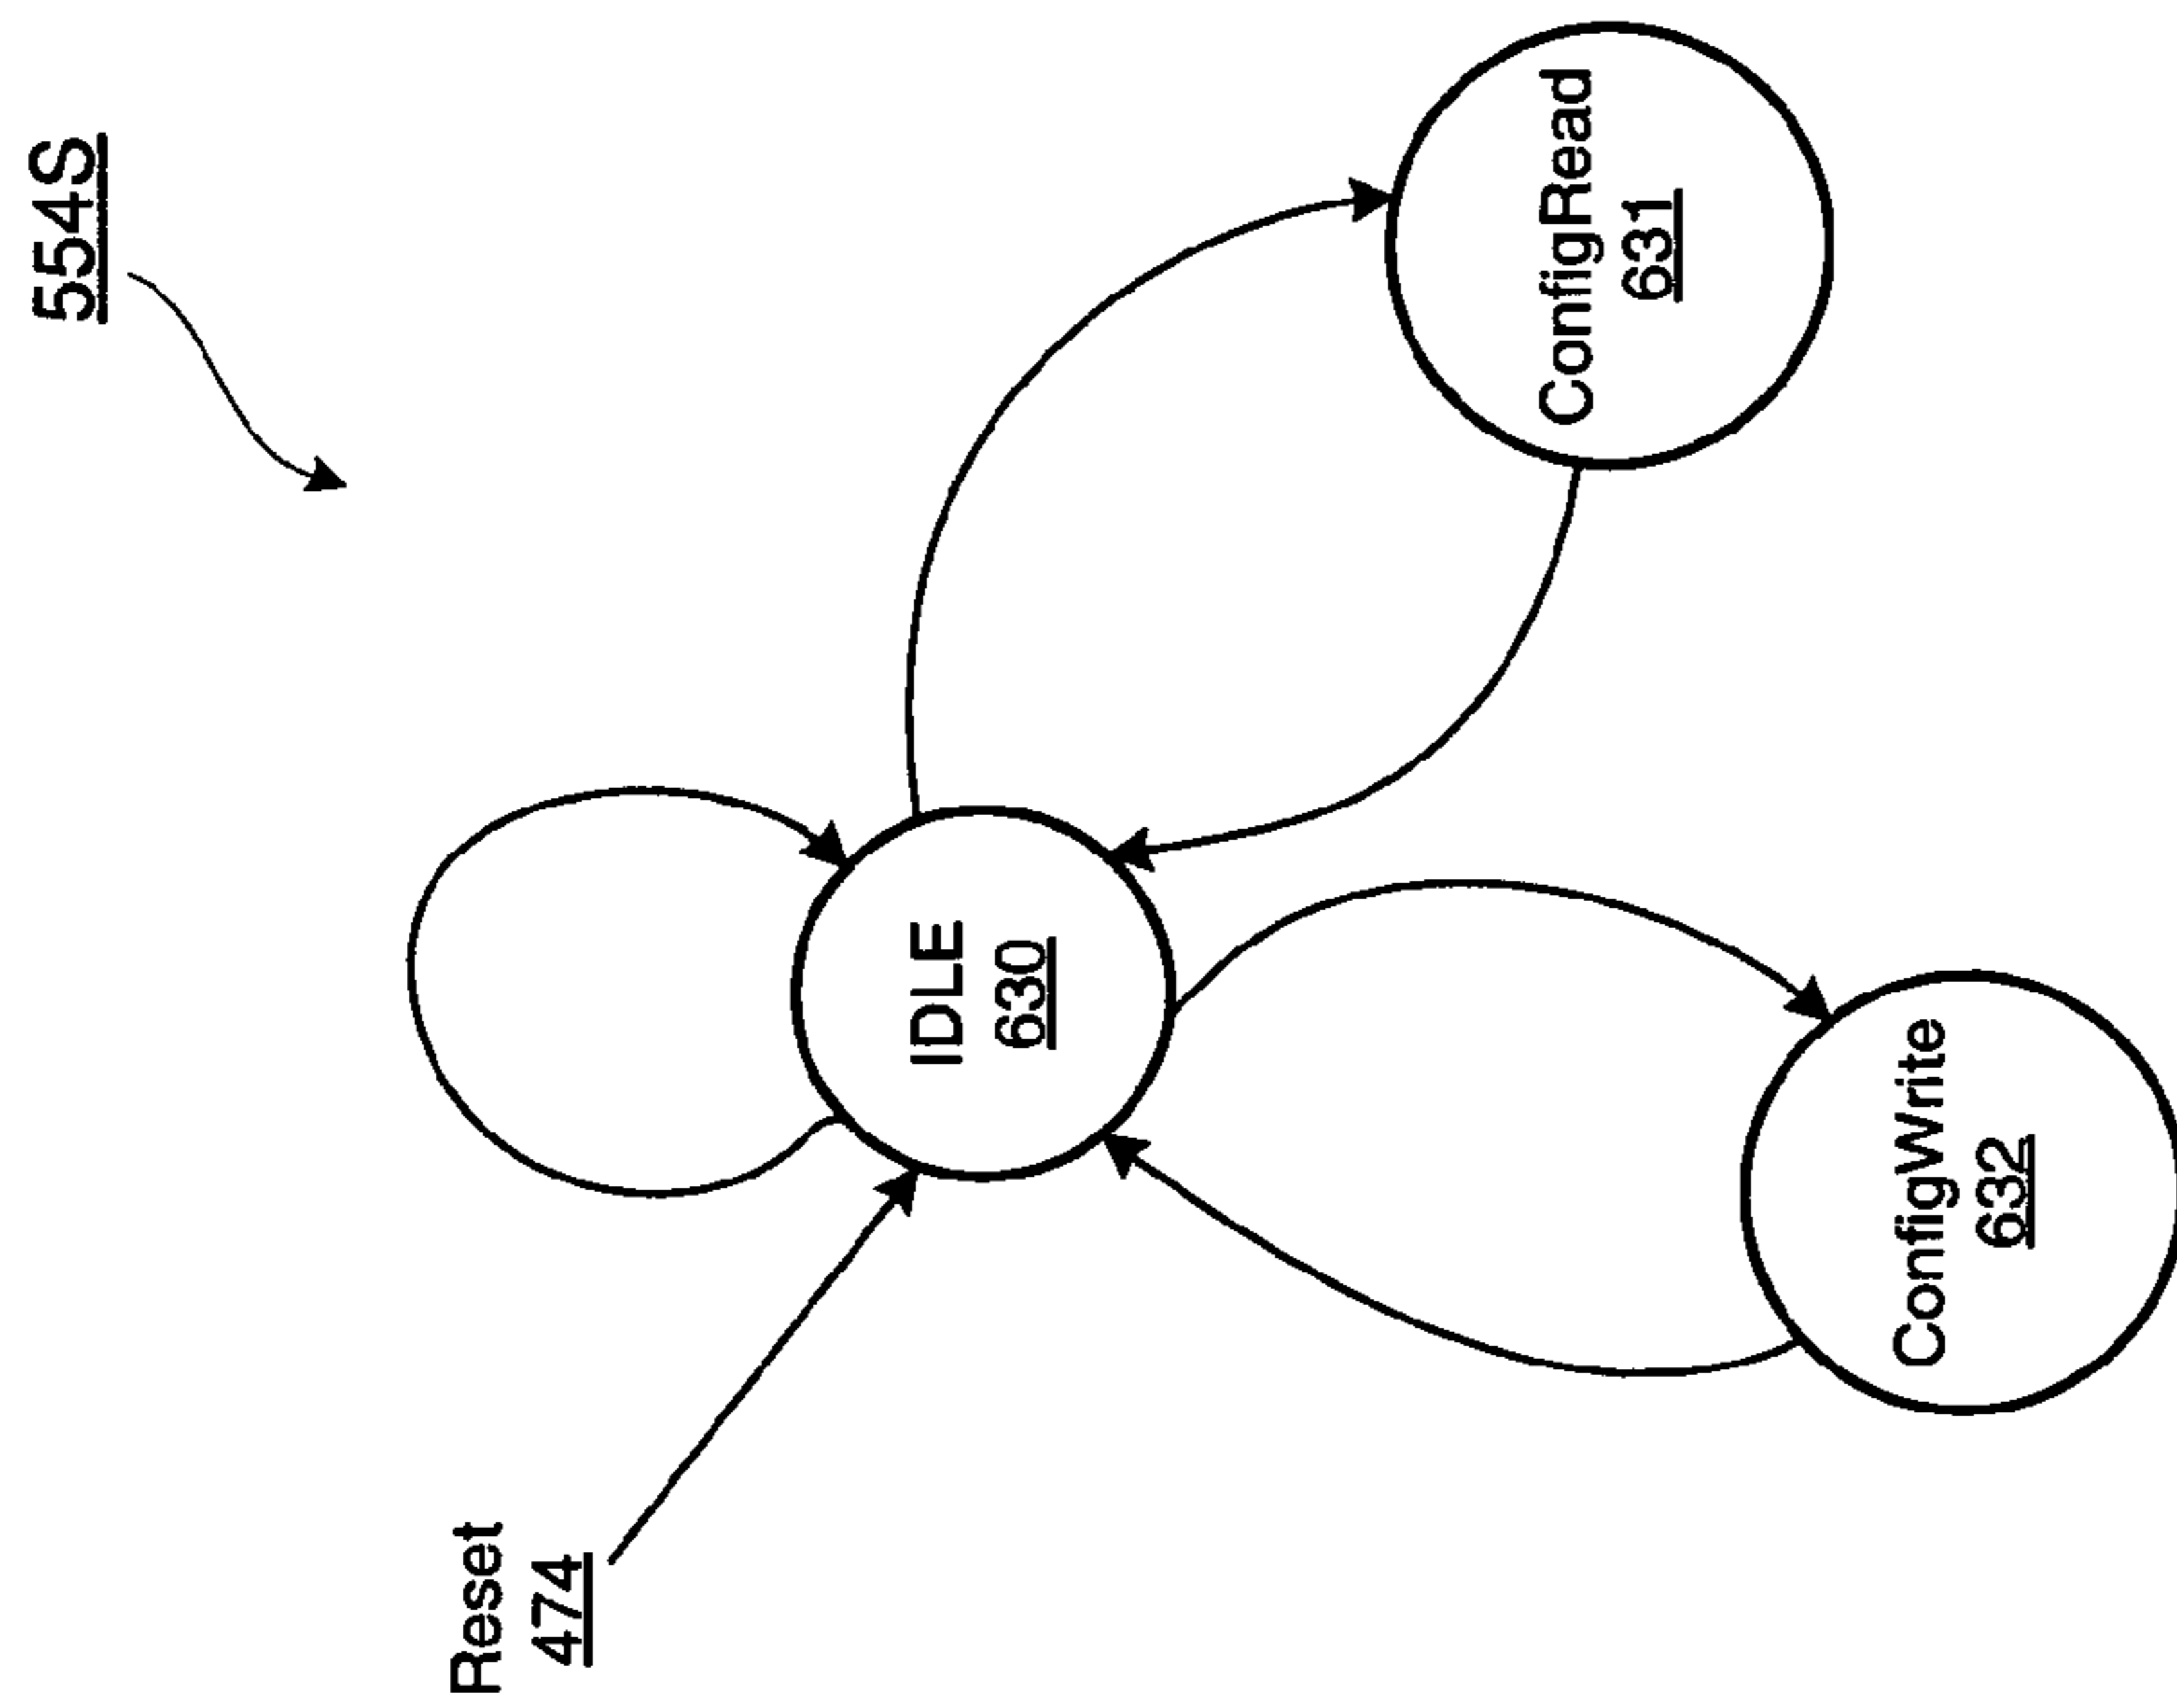 554S
Reset
474
IDLE
630
ConfigRead
631
ConfigWrite
632